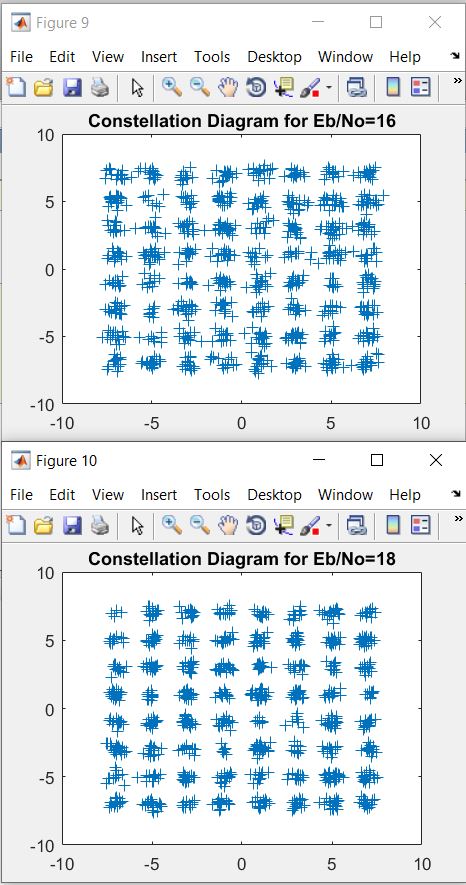 Figure 9
File Edit View Insert Tools Desktop Window Help
Constellation Diagram for Eb/No=16
10
5
0
-5
-10
-10 -5 0 5 10
Figure 10
File Edit View Insert Tools Desktop Window Help
Constellation Diagram for Eb/No=18
10
5
0
-5
-10
-10 -5 0 5 10